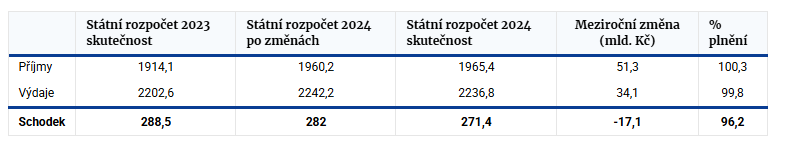 Státní rozpočet 2023 skutečnost | Státní rozpočet 2024 po změnách | Státní rozpočet 2024 skutečnost | Meziroční změna (mld. Kč) | % plnění
Příjmy 1914,1 1960,2 1965,4 51,3 100,3
Výdaje 2202,6 2242,2 2236,8 34,1 99,8
Schodek 288,5 282 271,4 -17,1 96,2